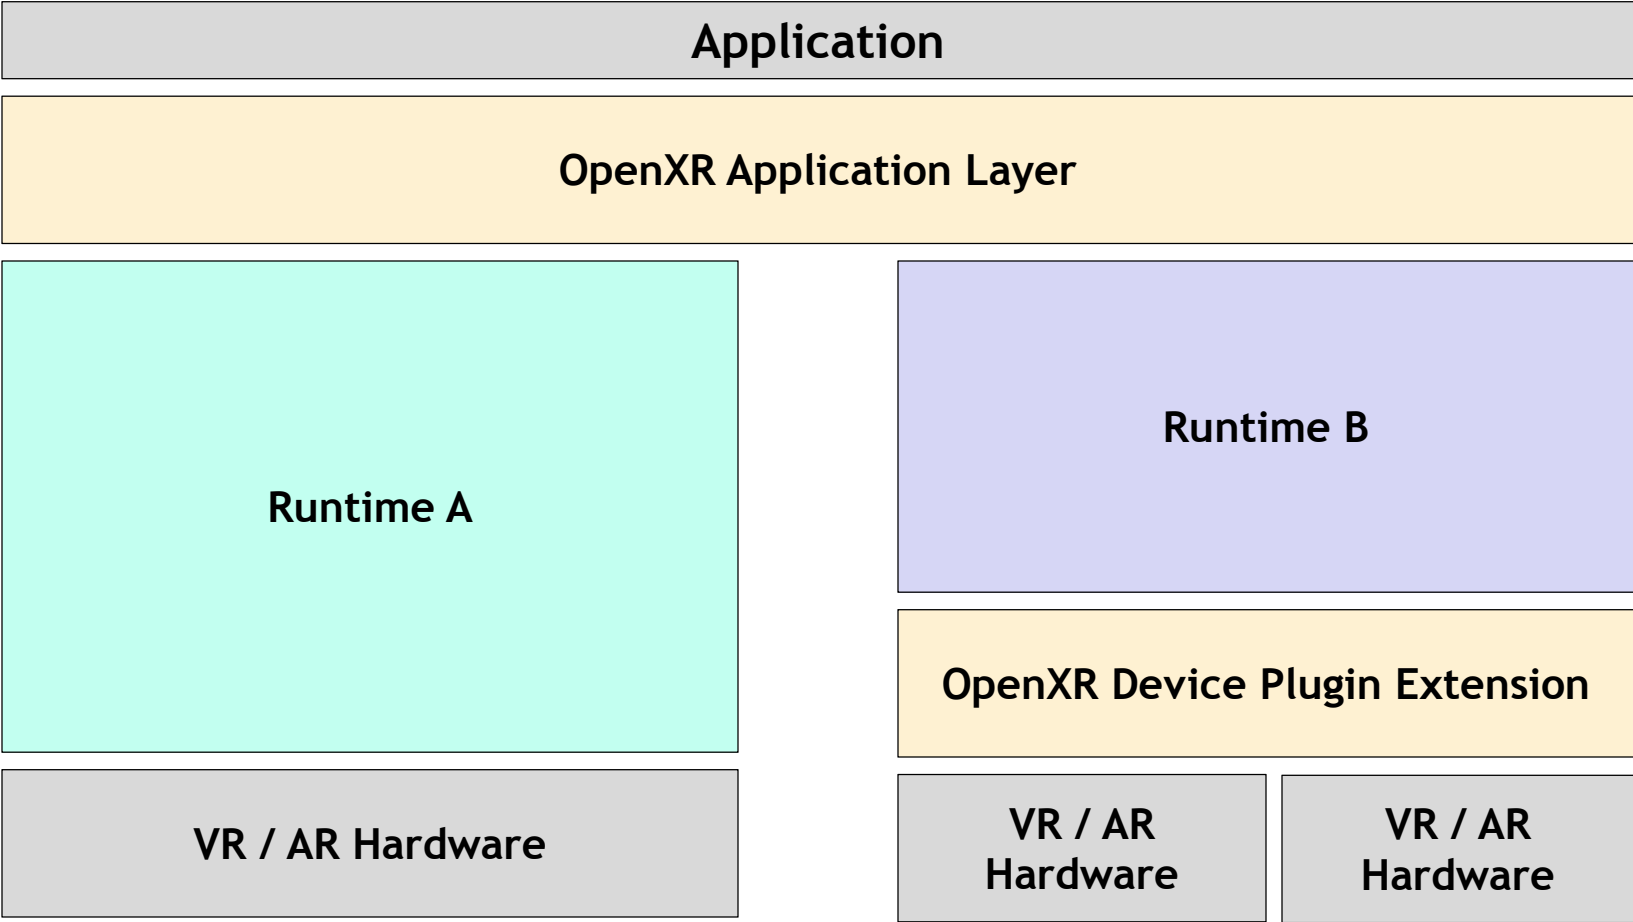 Application
OpenXR Application Layer
Runtime A
Runtime B
OpenXR Device Plugin Extension
VR / AR Hardware
VR / AR
Hardware
VR / AR
Hardware